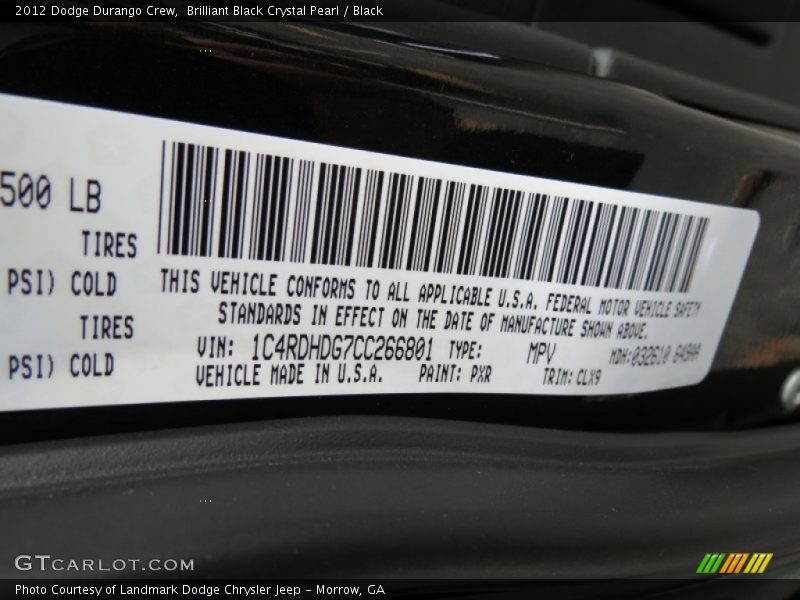 2012 Dodge Durango Crew,  Brilliant Black Crystal Pearl / Black
500 LB
TIRES
PSI) COLD
TIRES
PSI) COLD
THIS VEHICLE CONFORMS TO ALL APPLICABLE U.S.A. FEDERAL MOTOR VEHICLE SAFETY
STANDARDS IN EFFECT ON THE DATE OF MANUFACTURE SHOWN ABOVE.
VIN: 1C4RDHDG7CC266801 TYPE: MPV MDH:032610
VEHICLE MADE IN U.S.A. PAINT: PXR TRIM: CLX9
GTCARLOT.COM
Photo Courtesy of Landmark Dodge Chrysler Jeep – Morrow, GA